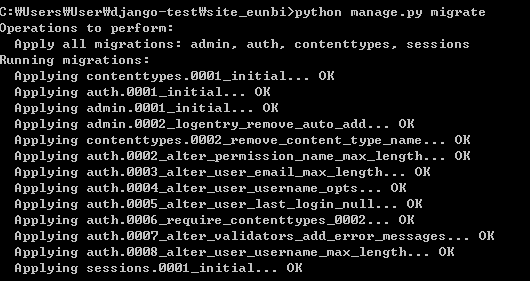 C:₩Users₩User₩django-test₩site_eunbi>python manage.py migrate
Operations to perform:
  Apply all migrations: admin, auth, contenttypes, sessions
Running migrations:
  Applying contenttypes.0001_initial... OK
  Applying auth.0001_initial... OK
  Applying admin.0001_initial... OK
  Applying admin.0002_logentry_remove_auto_add... OK
  Applying contenttypes.0002_remove_content_type_name... OK
  Applying auth.0002_alter_permission_name_max_length... OK
  Applying auth.0003_alter_user_email_max_length... OK
  Applying auth.0004_alter_user_username_opts... OK
  Applying auth.0005_alter_user_last_login_null... OK
  Applying auth.0006_require_contenttypes_0002... OK
  Applying auth.0007_alter_validators_add_error_messages... OK
  Applying auth.0008_alter_user_username_max_length... OK
  Applying sessions.0001_initial... OK